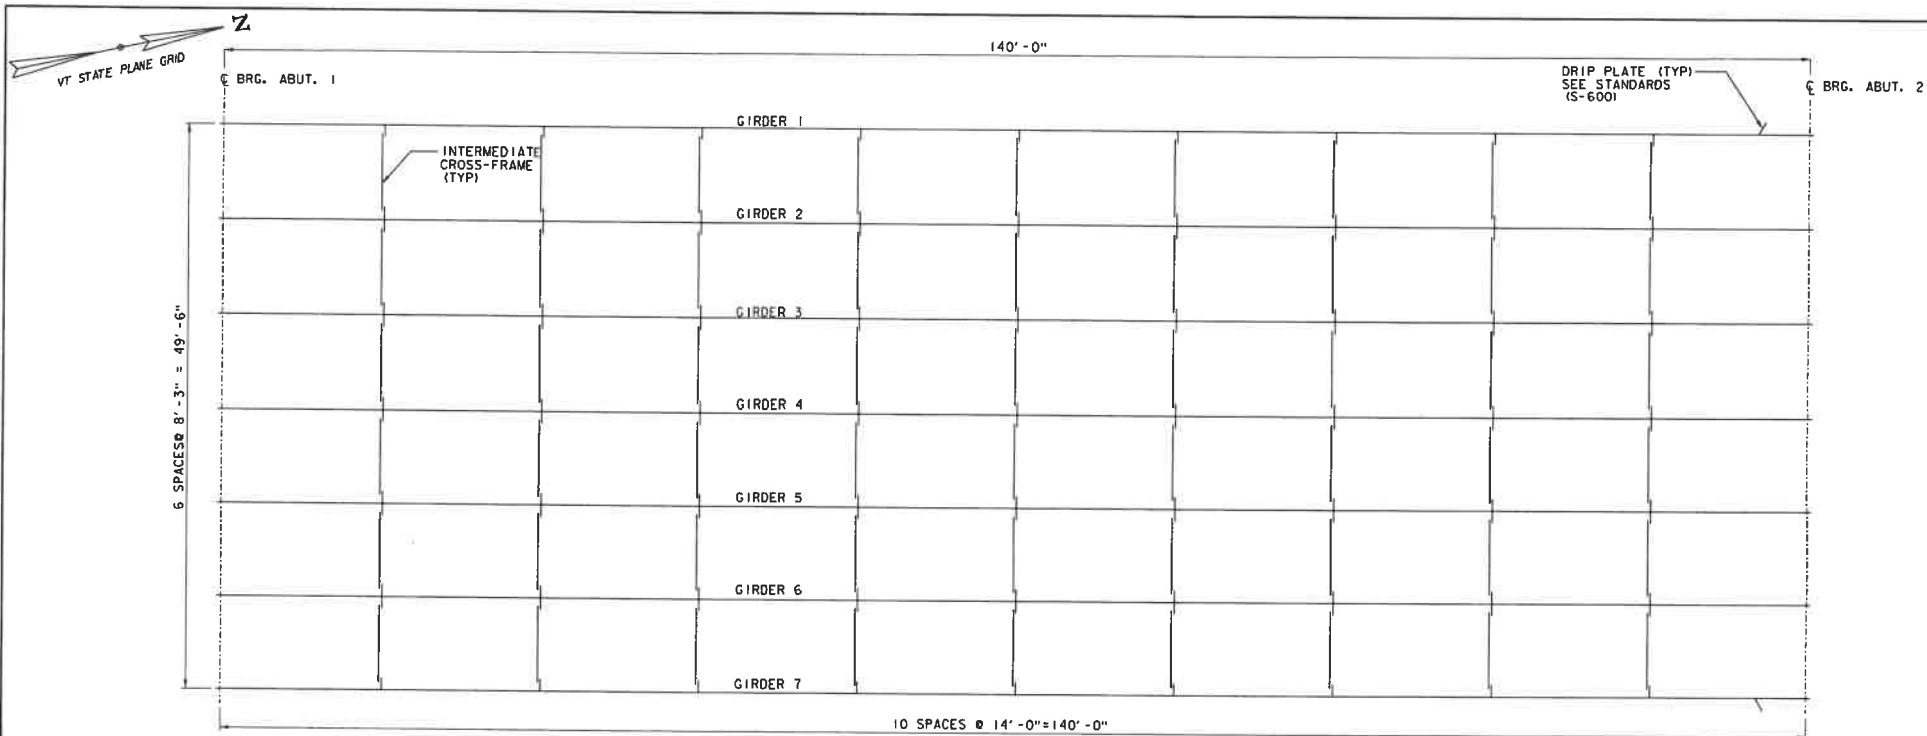 Z
VT STATE PLANE GRID
140'-0"
℄ BRG. ABUT. 1
DRIP PLATE (TYP)
SEE STANDARDS
(S-600)
℄ BRG. ABUT. 2
GIRDER 1
INTERMEDIATE
CROSS-FRAME
(TYP)
GIRDER 2
GIRDER 3
6 SPACES@ 8'-3" = 49'-6"
GIRDER 4
GIRDER 5
GIRDER 6
GIRDER 7
10 SPACES @ 14'-0"=140'-0"